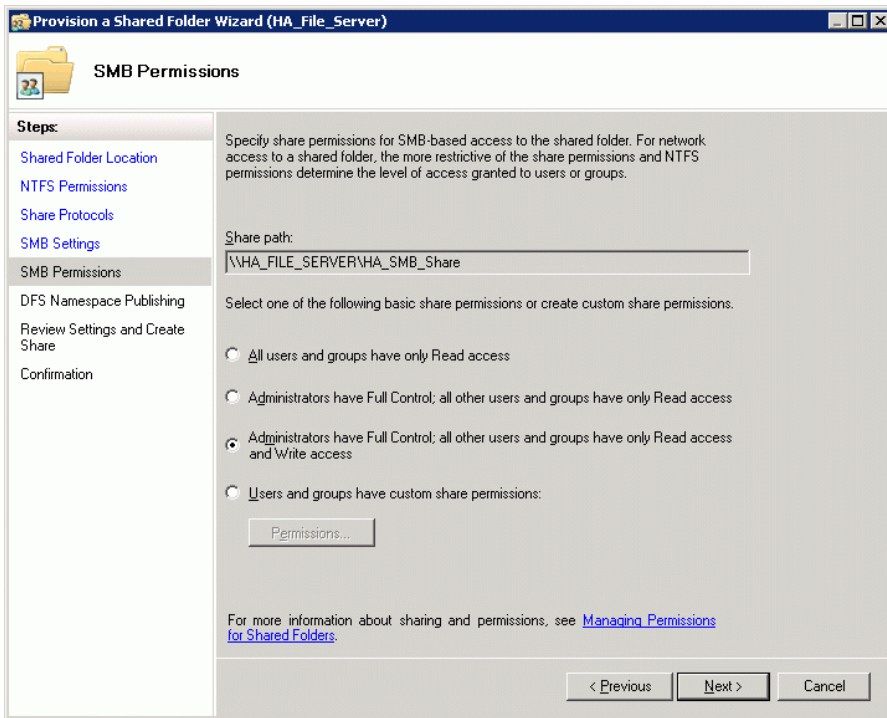 Provision a Shared Folder Wizard (HA_File_Server)
SMB Permissions
Steps:
Shared Folder Location
NTFS Permissions
Share Protocols
SMB Settings
SMB Permissions
DFS Namespace Publishing
Review Settings and Create
Share
Confirmation
Specify share permissions for SMB-based access to the shared folder. For network
access to a shared folder, the more restrictive of the share permissions and NTFS
permissions determine the level of access granted to users or groups.
Share path:
\\HA_FILE_SERVER\HA_SMB_Share
Select one of the following basic share permissions or create custom share permissions.
All users and groups have only Read access
Administrators have Full Control; all other users and groups have only Read access
Administrators have Full Control; all other users and groups have only Read access
and Write access
Users and groups have custom share permissions:
Permissions...
For more information about sharing and permissions, see Managing Permissions
for Shared Folders.
< Previous
Next >
Cancel